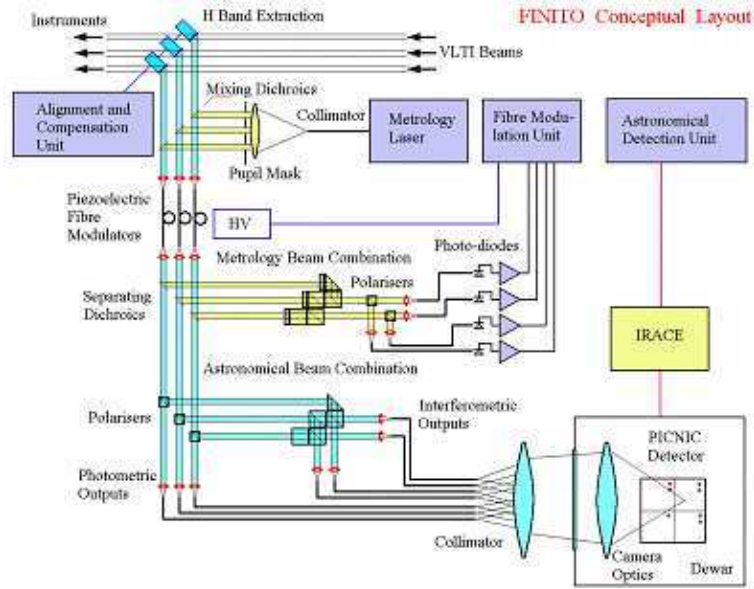 Instruments
H Band Extraction
FINITO Conceptual Layout
VLTI Beams
Mixing Dichroics
Alignment and
Compensation
Unit
Collimator
Metrology
Laser
Fibre Modu-
lation Unit
Astronomical
Detection Unit
Pupil Mask
Piezoelectric
Fibre
Modulators
HV
Metrology Beam Combination
Photo-diodes
Polarisers
Separating
Dichroics
IRACE
Astronomical Beam Combination
Polarisers
Interferometric
Outputs
PICNIC
Detector
Photometric
Outputs
Collimator
Camera
Optics
Dewar